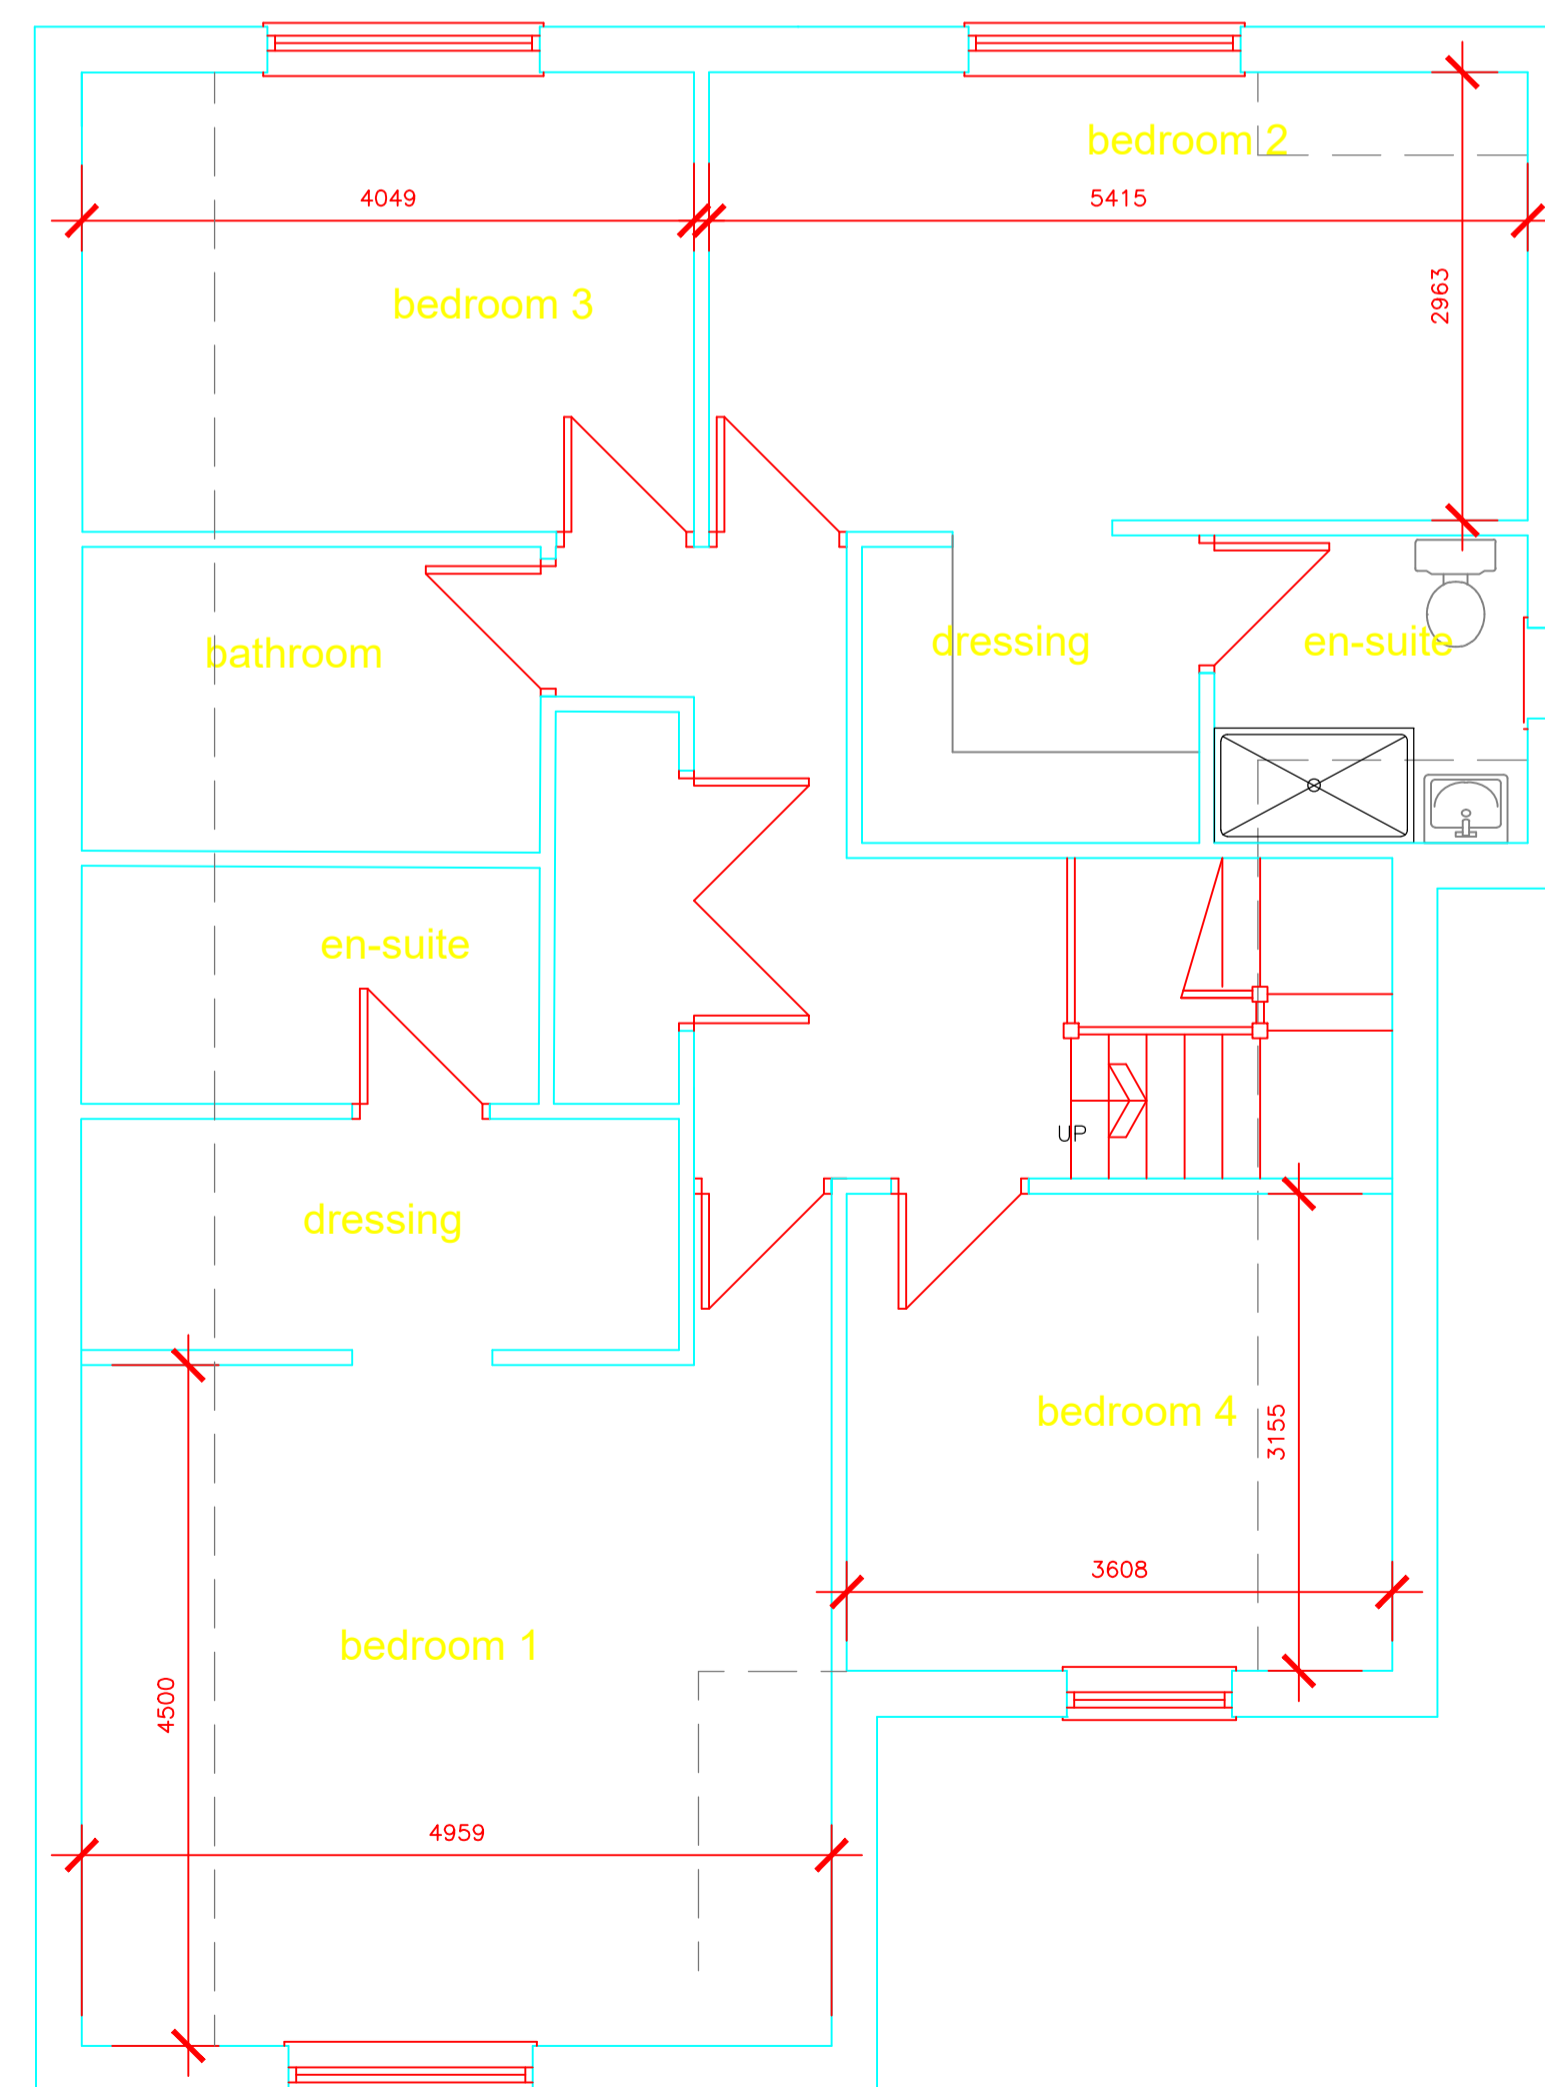 bedroom 2
4049
5415
2963
bedroom 3
bathroom
dressing
en-suite
en-suite
UP
dressing
bedroom 4
3155
3608
bedroom 1
4500
4959